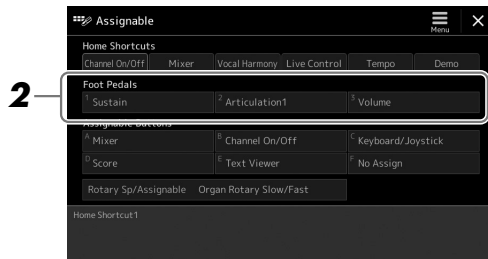 Assignable
Menu
Home Shortcuts
Channel On/Off Mixer Vocal Harmony Live Control Tempo Demo
2
Foot Pedals
1 Sustain 2 Articulation1 3 Volume
Assignable Buttons
A Mixer B Channel On/Off C Keyboard/Joystick
D Score E Text Viewer F No Assign
Rotary Sp/Assignable Organ Rotary Slow/Fast
Home Shortcut1